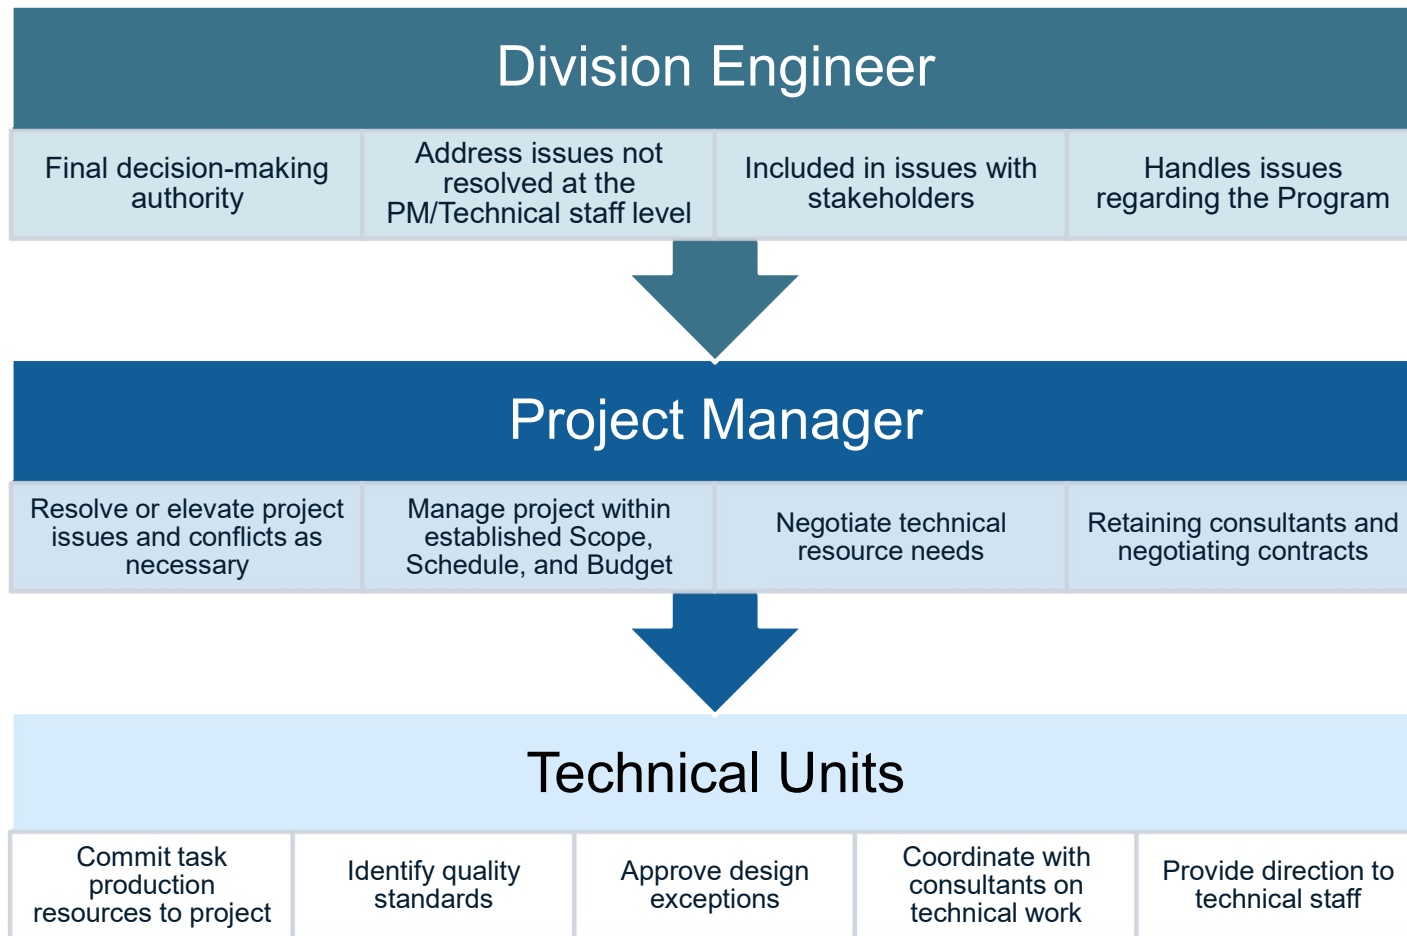 Division Engineer
Final decision-making
authority
Address issues not
resolved at the
PM/Technical staff level
Included in issues with
stakeholders
Handles issues
regarding the Program
Project Manager
Resolve or elevate project
issues and conflicts as
necessary
Manage project within
established Scope,
Schedule, and Budget
Negotiate technical
resource needs
Retaining consultants and
negotiating contracts
Technical Units
Commit task
production
resources to project
Identify quality
standards
Approve design
exceptions
Coordinate with
consultants on
technical work
Provide direction to
technical staff